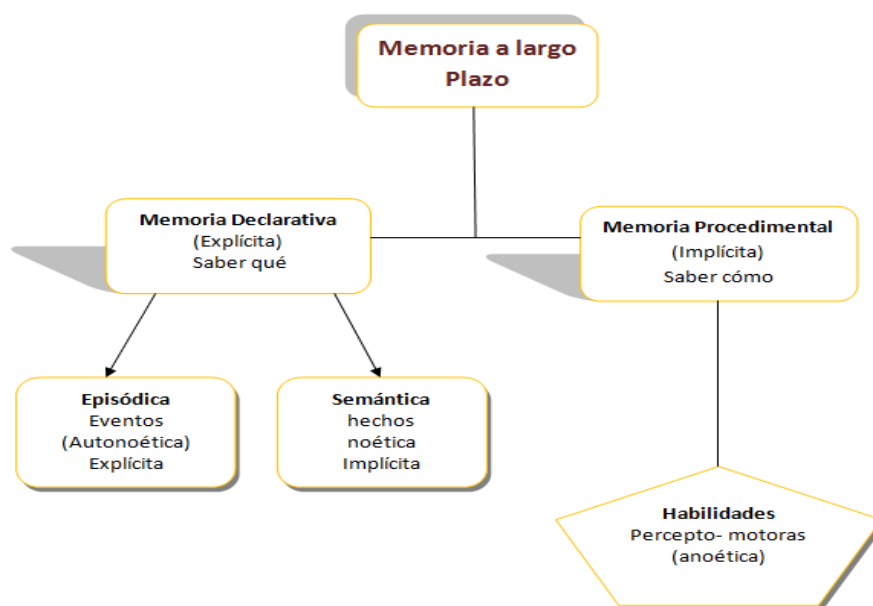 Memoria a largo
Plazo
Memoria Declarativa
(Explícita)
Saber qué
Memoria Procedimental
(Implícita)
Saber cómo
Episódica
Eventos
(Autonoética)
Explícita
Semántica
hechos
noética
Implícita
Habilidades
Percepto- motoras
(anoética)